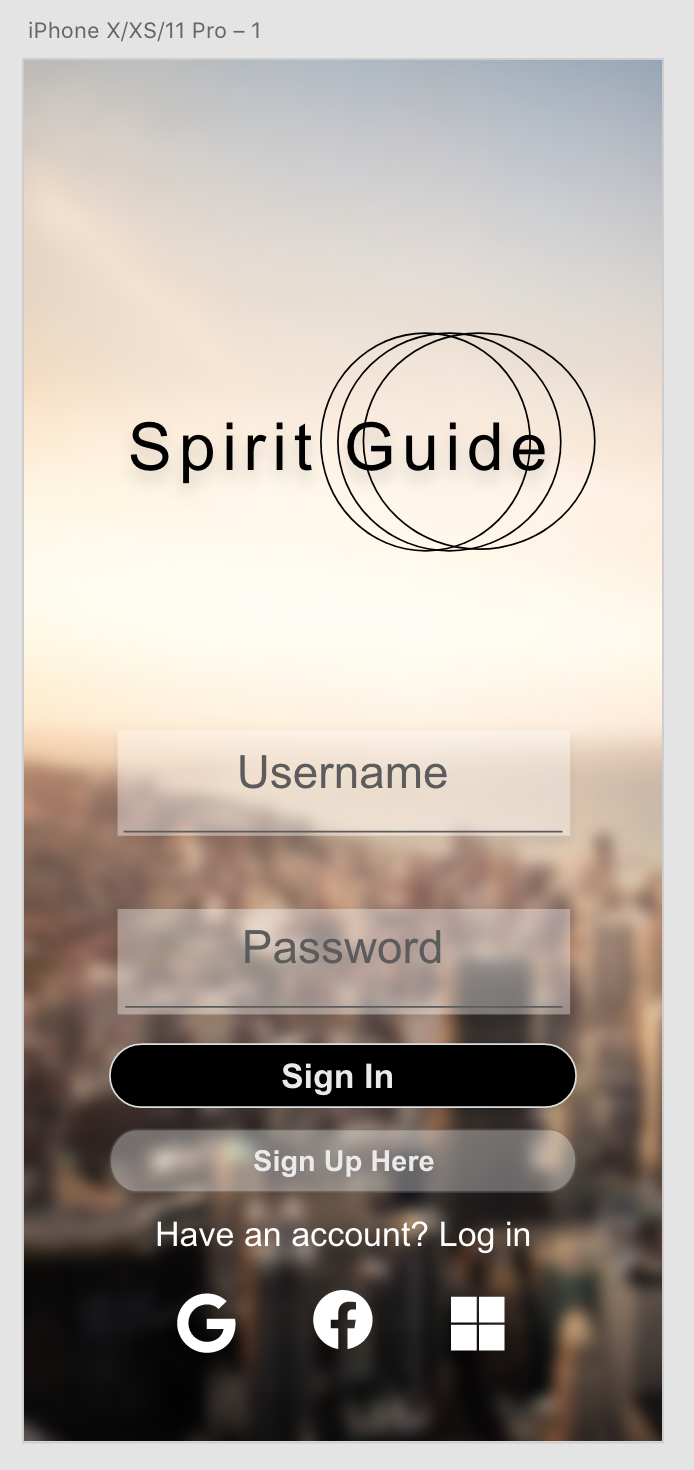 iPhone X/XS/11 Pro – 1
Spirit Guide
Username
Password
Sign In
Sign Up Here
Have an account? Log in